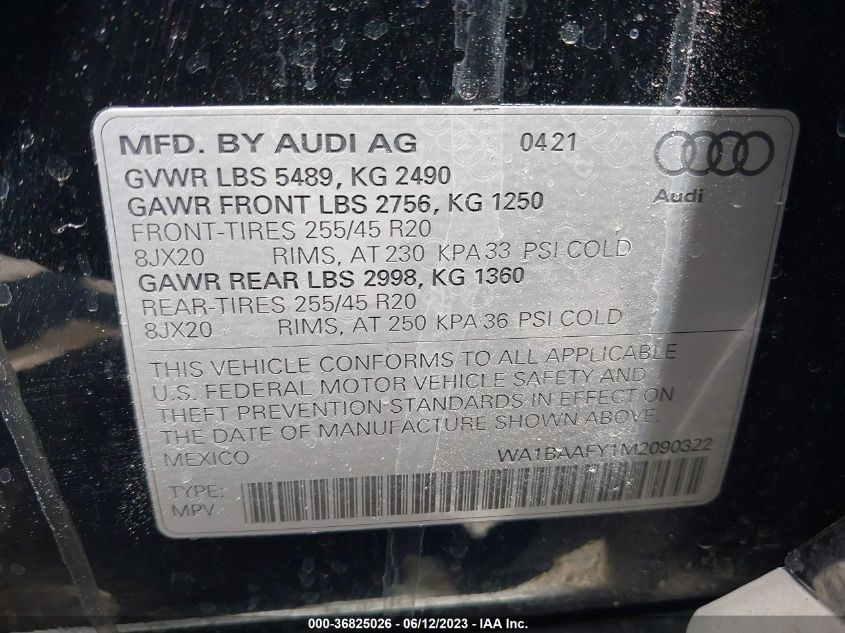 MFD. BY AUDI AG 0421
GVWR LBS 5489, KG 2490
GAWR FRONT LBS 2756, KG 1250
Audi
FRONT-TIRES 255/45 R20
8JX20 RIMS, AT 230 KPA 33 PSI COLD
GAWR REAR LBS 2998, KG 1360
REAR-TIRES 255/45 R20
8JX20 RIMS, AT 250 KPA 36 PSI COLD
THIS VEHICLE CONFORMS TO ALL APPLICABLE
U.S. FEDERAL MOTOR VEHICLE SAFETY AND
THEFT PREVENTION STANDARDS IN EFFECT ON
THE DATE OF MANUFACTURE SHOWN ABOVE.
MEXICO WA1BAAFY1M2090322
TYPE:
MPV
000-36825026 - 06/12/2023 - IAA Inc.